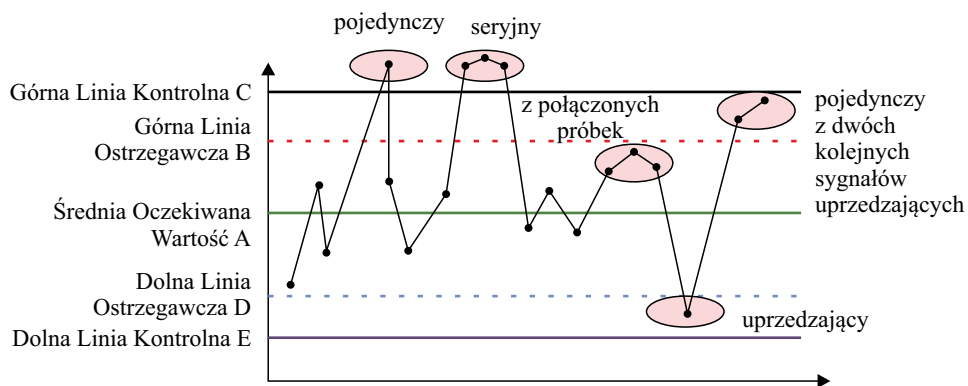 pojedynczy
seryjny
Górna Linia Kontrolna C
Górna Linia
Ostrzegawcza B
z połączonych
próbek
pojedynczy
z dwóch
kolejnych
sygnałów
uprzedzających
Średnia Oczekiwana
Wartość A
Dolna Linia
Ostrzegawcza D
uprzedzający
Dolna Linia Kontrolna E